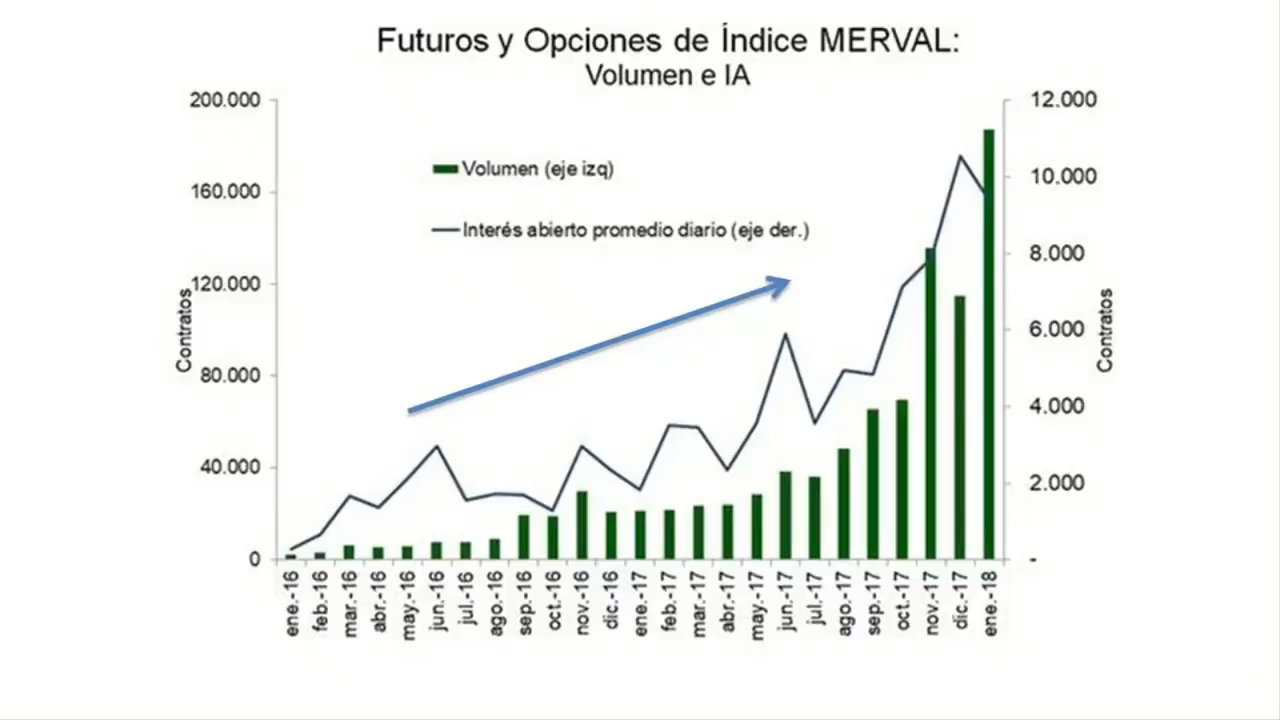 Futuros y Opciones de Índice MERVAL:
Volumen e IA
200.000
160.000
120.000
80.000
40.000
0
Contratos
Volumen (eje izq)
Interés abierto promedio diario (eje der.)
12.000
10.000
8.000
6.000
4.000
2.000
-
Contratos
ene.-16
feb.-16
mar.-16
abr.-16
may.-16
jun.-16
jul.-16
ago.-16
sep.-16
oct.-16
nov.-16
dic.-16
ene.-17
feb.-17
mar.-17
abr.-17
may.-17
jun.-17
jul.-17
ago.-17
sep.-17
oct.-17
nov.-17
dic.-17
ene.-18